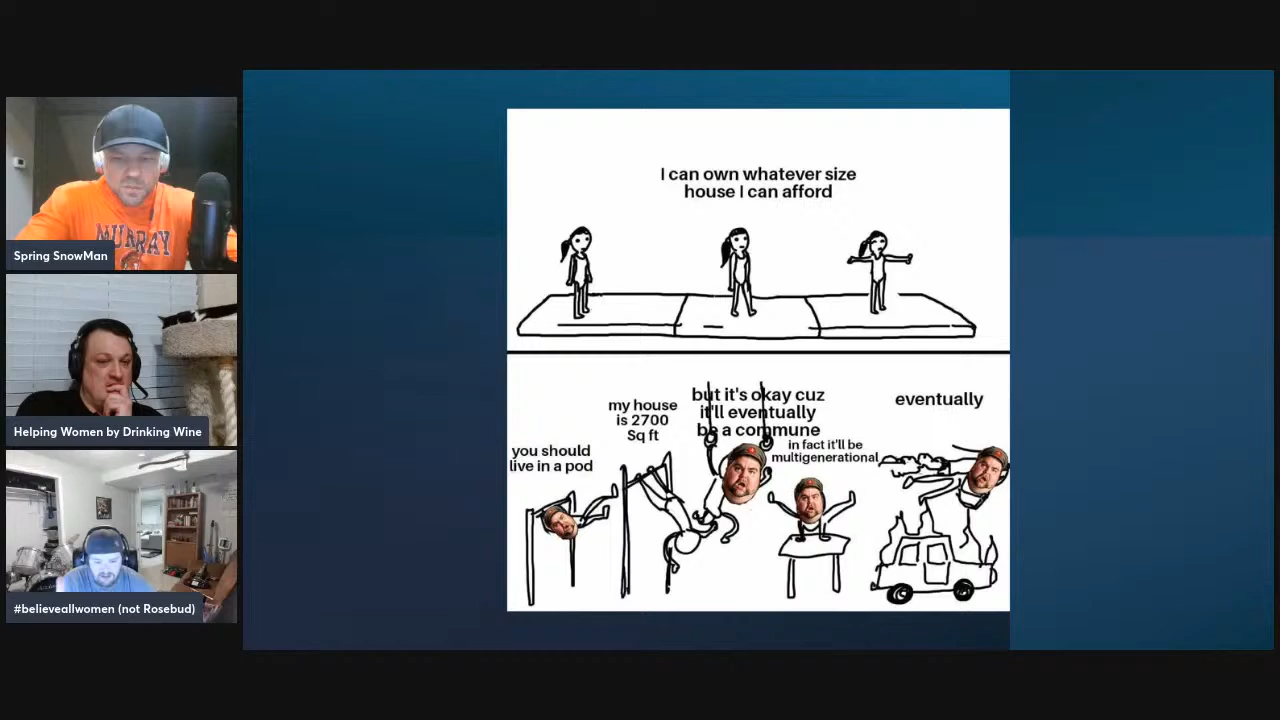 MURRAY
Spring SnowMan
Helping Women by Drinking Wine
#believeallwomen (not Rosebud)
I can own whatever size
house I can afford
you should
live in a pod
my house
is 2700
Sq ft
but it's okay cuz
it'll eventually
be a commune
in fact it'll be
multigenerational
eventually